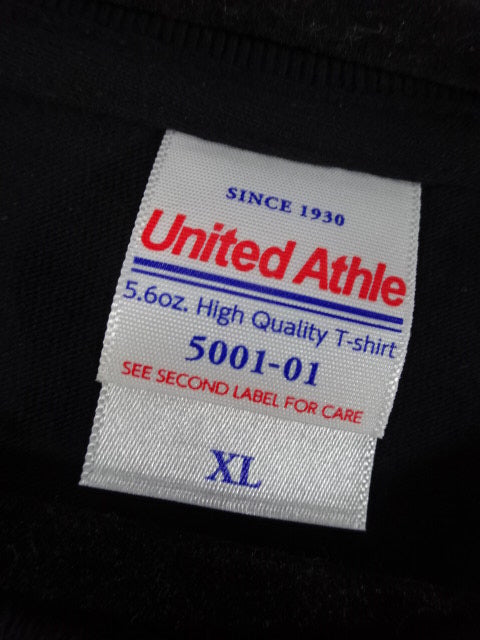 SINCE 1930
United Athle
5.6oz. High Quality T-shirt
5001-01
SEE SECOND LABEL FOR CARE
XL